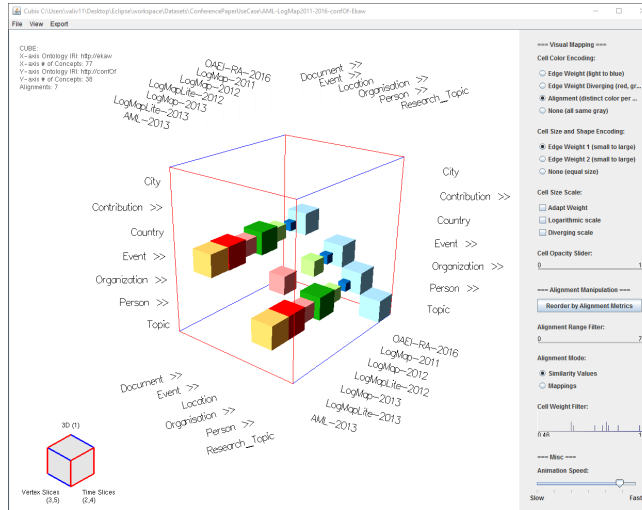 Cubix C:\Users\valiv11\Desktop\Eclipse\workspace\Datasets\ConferencePaperUseCase\AML-LogMap2011-2016-confOf-Ekaw
File View Export
CUBE:
X-axis Ontology IRI: http://ekaw
X-axis # of Concepts: 77
Y-axis Ontology IRI: http://confOf
Y-axis # of Concepts: 38
Alignments: 7
OAEI-RA-2016
LogMap-2011
LogMap-2012
LogMapLite-2012
LogMap-2013
LogMapLite-2013
AML-2013
Document >>
Event >>
Location
Organisation >>
Person >>
Research_Topic
City
Contribution >>
Country
Event >>
Organization >>
Person >>
Topic
City
Contribution >>
Country
Event >>
Organization >>
Person >>
Topic
Document >>
Event >>
Location
Organisation >>
Person >>
Research_Topic
OAEI-RA-2016
LogMap-2011
LogMap-2012
LogMapLite-2012
LogMap-2013
LogMapLite-2013
AML-2013
3D (1)
Vertex Slices
(3,5)
Time Slices
(2,4)
=== Visual Mapping ===
Cell Color Encoding:
Edge Weight (light to blue)
Edge Weight Diverging (red, gr...
Alignment (distinct color per ...
None (all same gray)
Cell Size and Shape Encoding:
Edge Weight 1 (small to large)
Edge Weight 2 (small to large)
None (equal size)
Cell Size Scale:
Adapt Weight
Logarithmic scale
Diverging scale
Cell Opacity Slider:
0 1
=== Alignment Manipulation ===
Reorder by Alignment Metrics
Alignment Range Filter:
0 7
Alignment Mode:
Similarity Values
Mappings
Cell Weight Filter:
0.46 1
=== Misc
Animation Speed:
Slow Fast